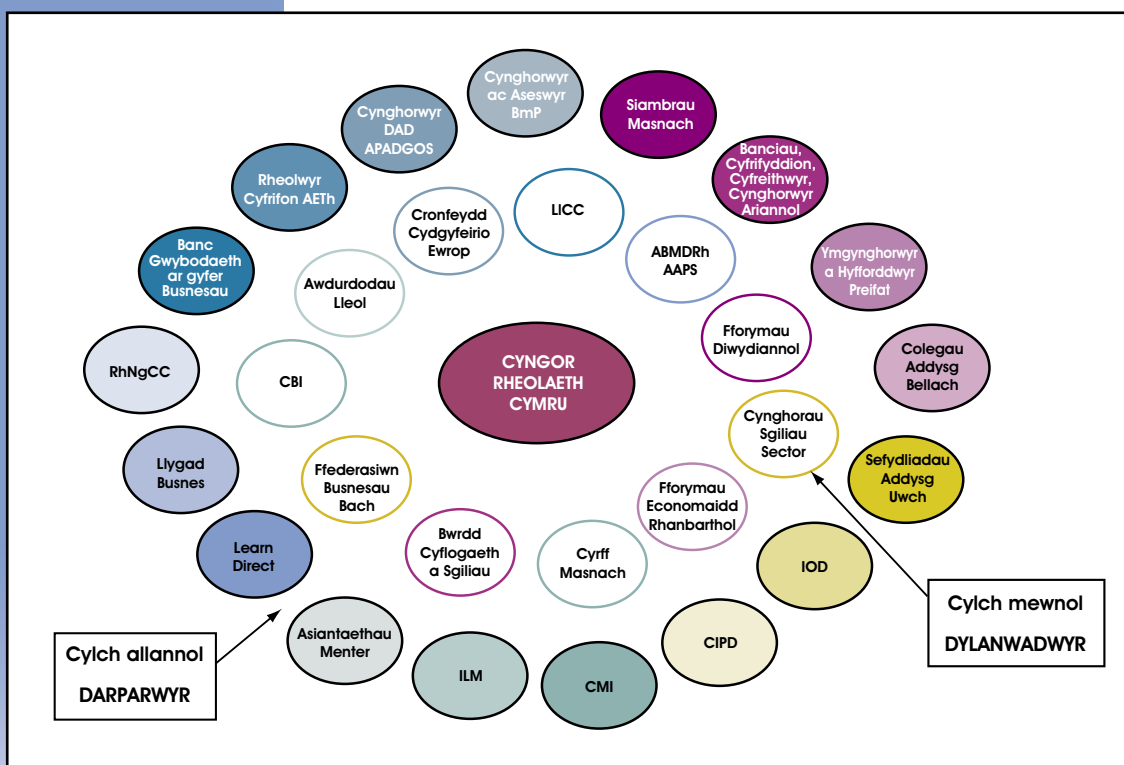 Cynghorwyr
ac Aseswyr
BmP
Siambrau
Masnach
Cynghorwyr
DAD
APADGOS
Banciau,
Cyfrifyddion,
Cyfreithwyr,
Cynghorwyr
Ariannol
Rheolwyr
Cyfrifon AETh
Cronfeydd
Cydgyfeirio
Ewrop
LlCC
ABMDRh
AAPS
Ymgynghorwyr
a Hyfforddwyr
Preifat
Banc
Gwybodaeth
ar gyfer
Busnesau
Awdurdodau
Lleol
Fforymau
Diwydiannol
Colegau
Addysg
Bellach
RhNgCC
CBI
CYNGOR
RHEOLAETH
CYMRU
Cynghorau
Sgiliau
Sector
Sefydliadau
Addysg
Uwch
Llygad
Busnes
Ffederasiwn
Busnesau
Bach
Fforymau
Economaidd
Rhanbarthol
Learn
Direct
Bwrdd
Cyflogaeth
a Sgiliau
Cyrff
Masnach
IOD
Asiantaethau
Menter
ILM
CMI
CIPD
Cylch allannol
DARPARWYR
Cylch mewnol
DYLANWADWYR